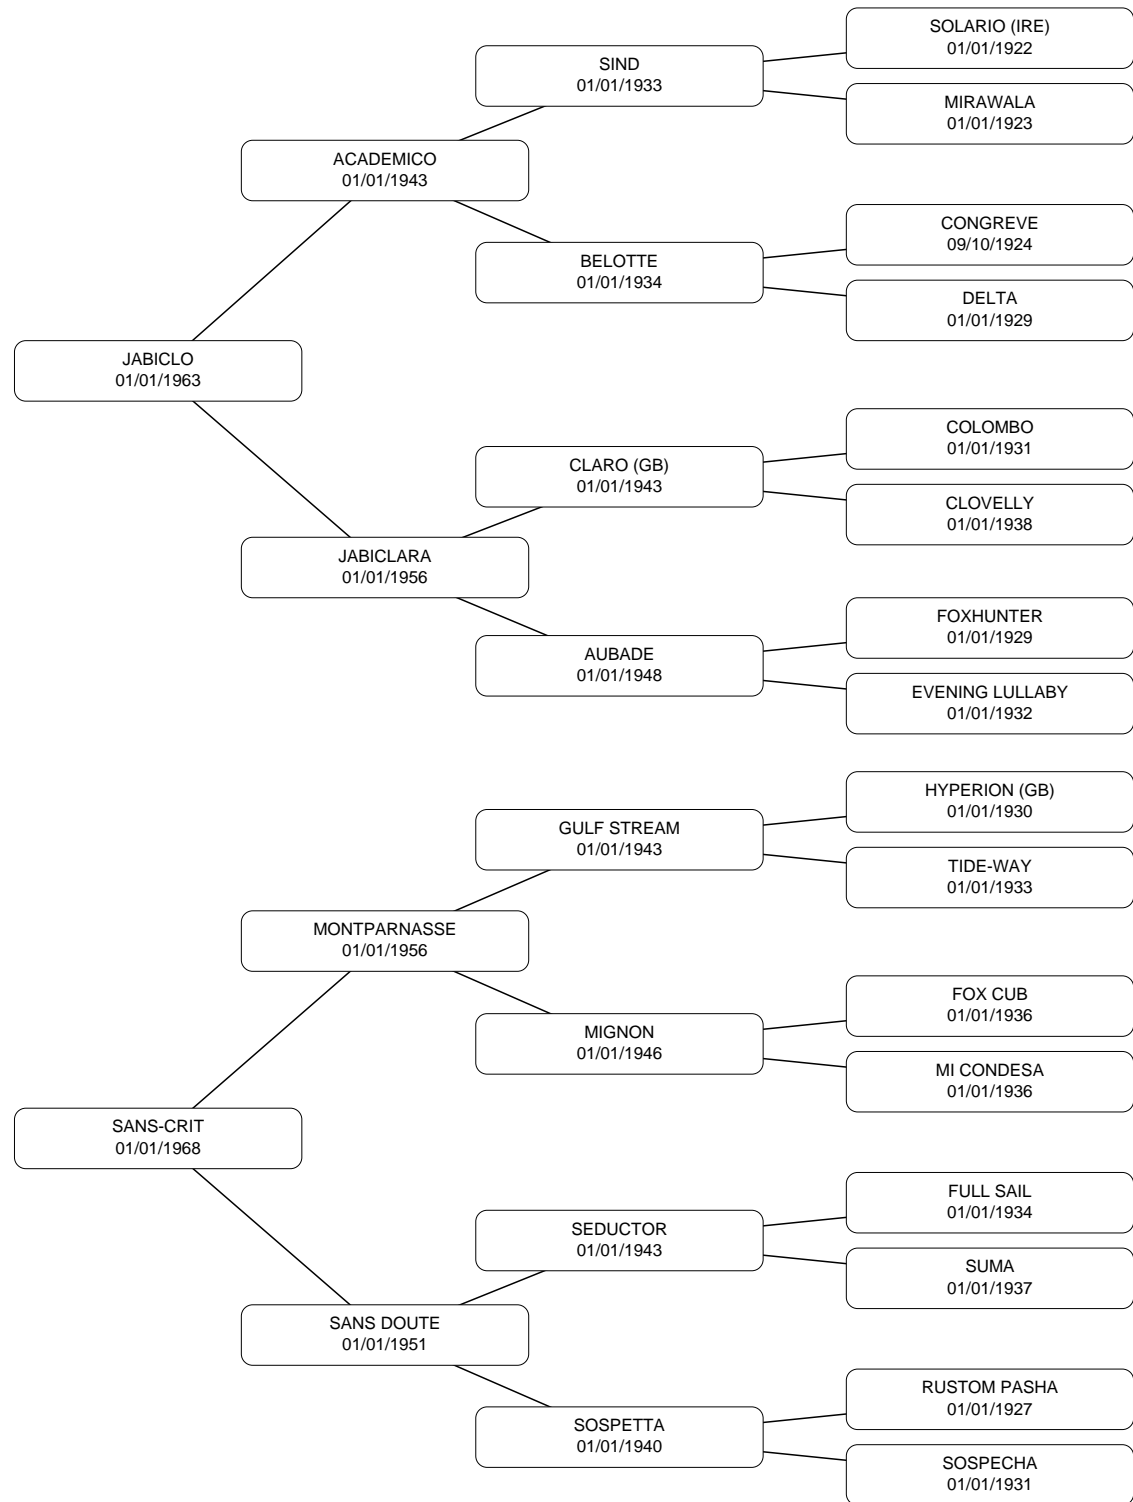 SOLARIO (IRE)
01/01/1922
SIND
01/01/1933
MIRAWALA
01/01/1923
ACADEMICO
01/01/1943
CONGREVE
09/10/1924
BELOTTE
01/01/1934
DELTA
01/01/1929
JABICLO
01/01/1963
COLOMBO
01/01/1931
CLARO (GB)
01/01/1943
CLOVELLY
01/01/1938
JABICLARA
01/01/1956
FOXHUNTER
01/01/1929
AUBADE
01/01/1948
EVENING LULLABY
01/01/1932
HYPERION (GB)
01/01/1930
GULF STREAM
01/01/1943
TIDE-WAY
01/01/1933
MONTPARNASSE
01/01/1956
FOX CUB
01/01/1936
MIGNON
01/01/1946
MI CONDESA
01/01/1936
SANS-CRIT
01/01/1968
FULL SAIL
01/01/1934
SEDUCTOR
01/01/1943
SUMA
01/01/1937
SANS DOUTE
01/01/1951
RUSTOM PASHA
01/01/1927
SOSPETTA
01/01/1940
SOSPECHA
01/01/1931